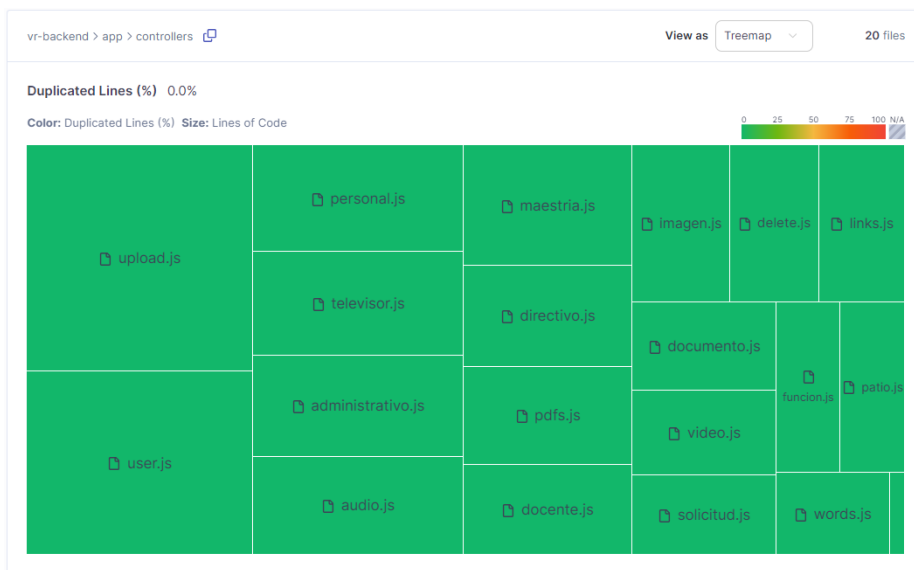 vr-backend > app > controllers
View as Treemap 20 files
Duplicated Lines (%) 0.0%
Color: Duplicated Lines (%) Size: Lines of Code
0 25 50 75 100 N/A
upload.js
user.js
personal.js
televisor.js
administrativo.js
audio.js
maestria.js
directivo.js
pdfs.js
docente.js
imagen.js
delete.js
links.js
documento.js
video.js
solicitud.js
funcion.js
patio.js
words.js